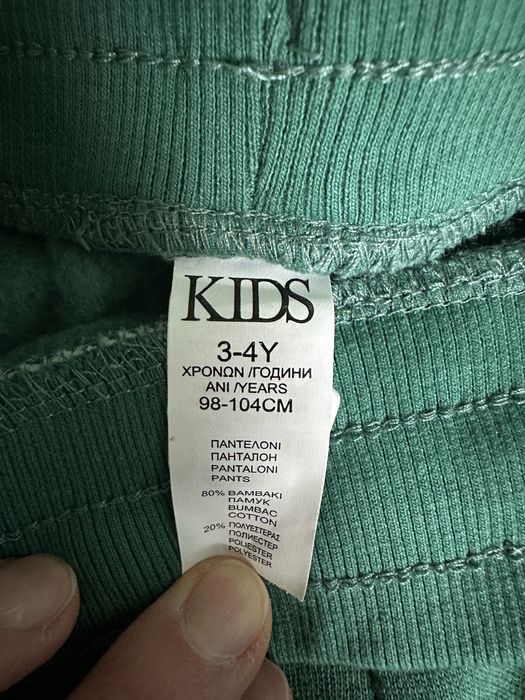 KIDS
3-4Y
ΧΡΟΝΩΝ /ГОДИНИ
ANI /YEARS
98-104CM
ΠΑΝΤΕΛΟΝΙ
ПАНТАЛОН
PANTALONI
PANTS
80% ΒΑΜΒΑΚΙ
ПАМУК
BUMBAC
COTTON
20% ΠΟΛΥΕΣΤΕΡΑΣ
ПОЛИЕСТЕР
POLIESTER
POLYESTER